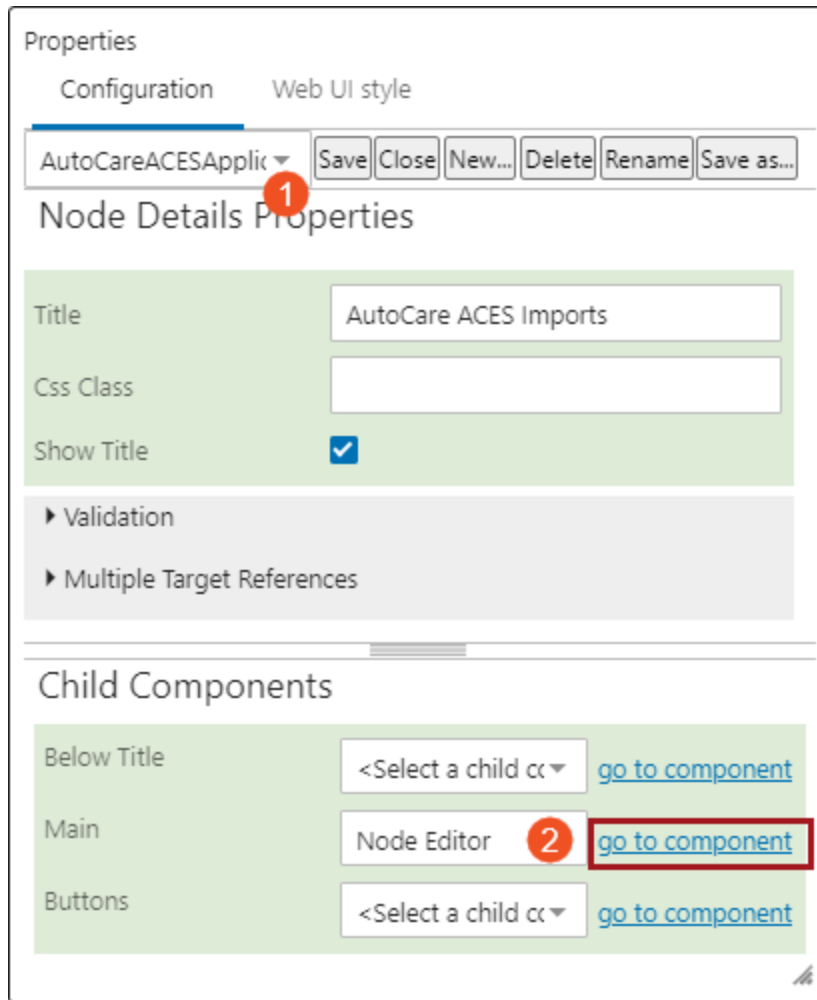 Properties
Configuration Web UI style
AutoCareACESApplic Save Close New... Delete Rename Save as...
1
Node Details Properties
Title AutoCare ACES Imports
Css Class
Show Title
Validation
Multiple Target References
Child Components
Below Title <Select a child cc go to component
Main Node Editor 2 go to component
Buttons <Select a child cc go to component